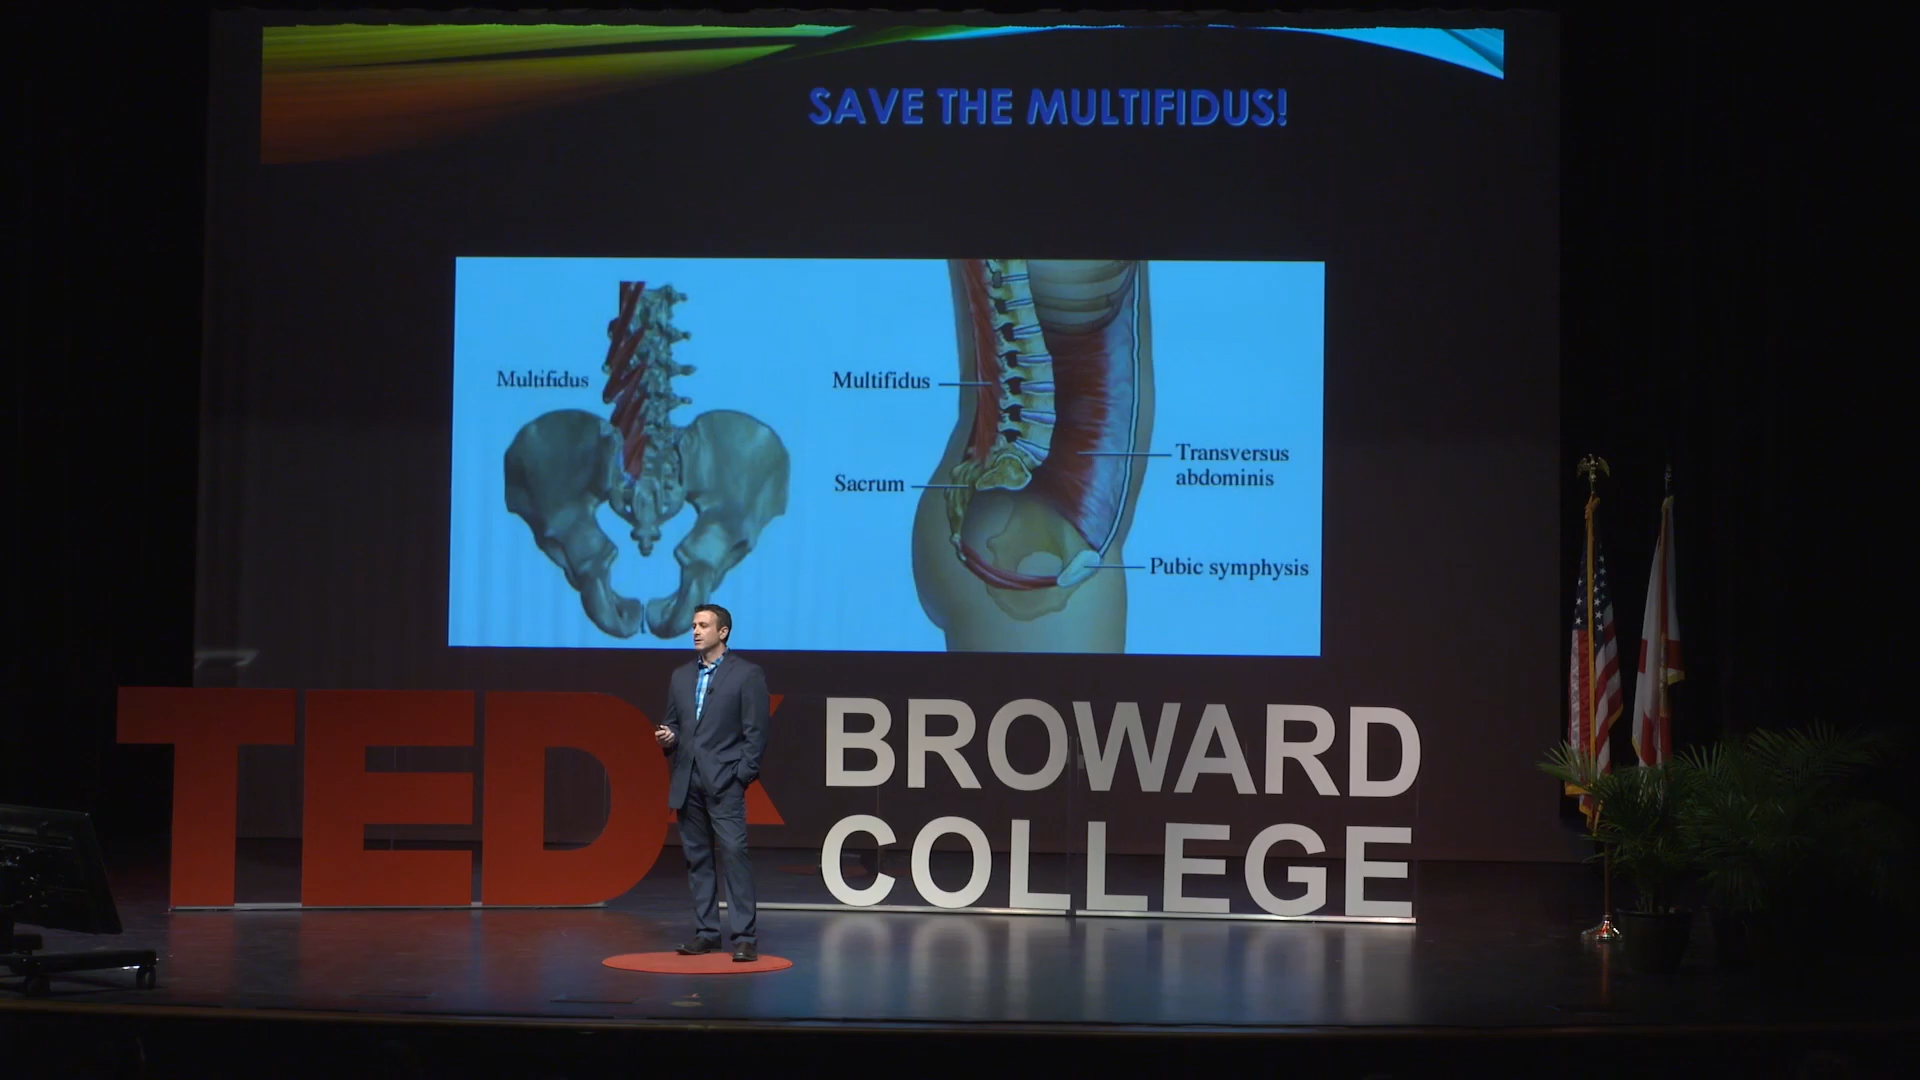 SAVE THE MULTIFIDUS!
Multifidus
Multifidus
Sacrum
Transversus
abdominis
Pubic symphysis
TEDx
BROWARD
COLLEGE